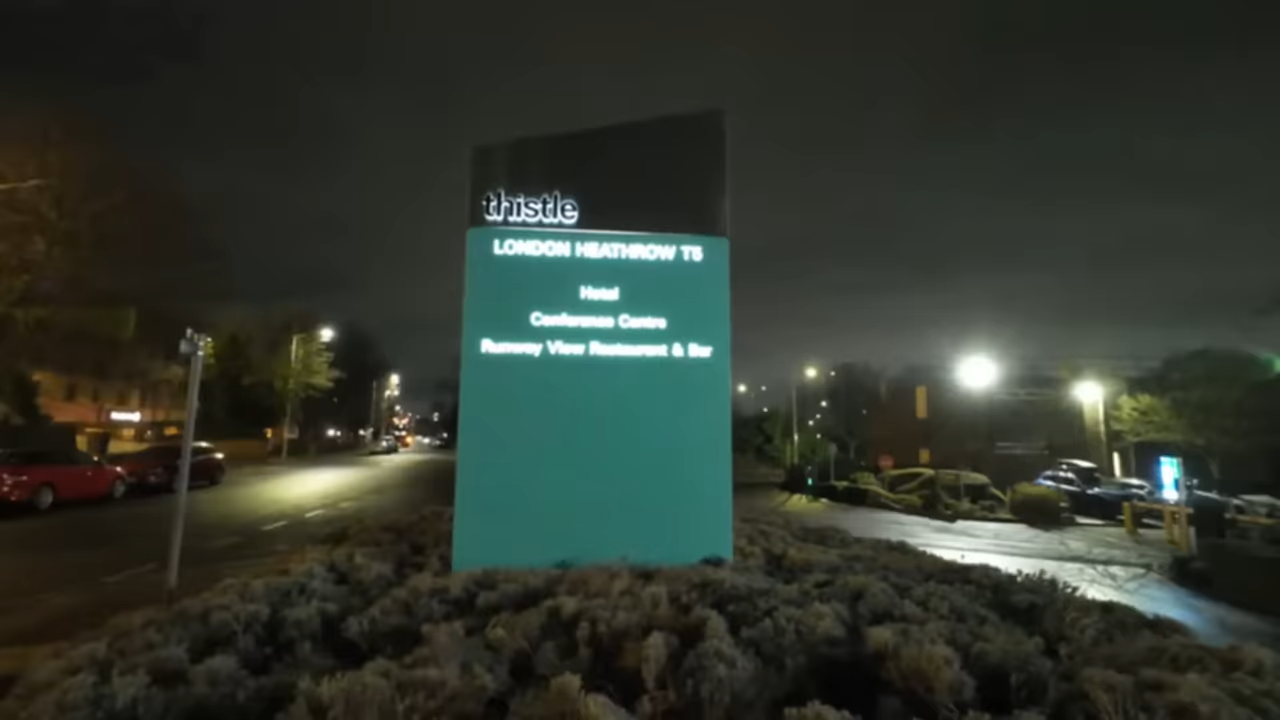 thistle
LONDON HEATHROW T5
Hotel
Conference Centre
Runway View Restaurant & Bar